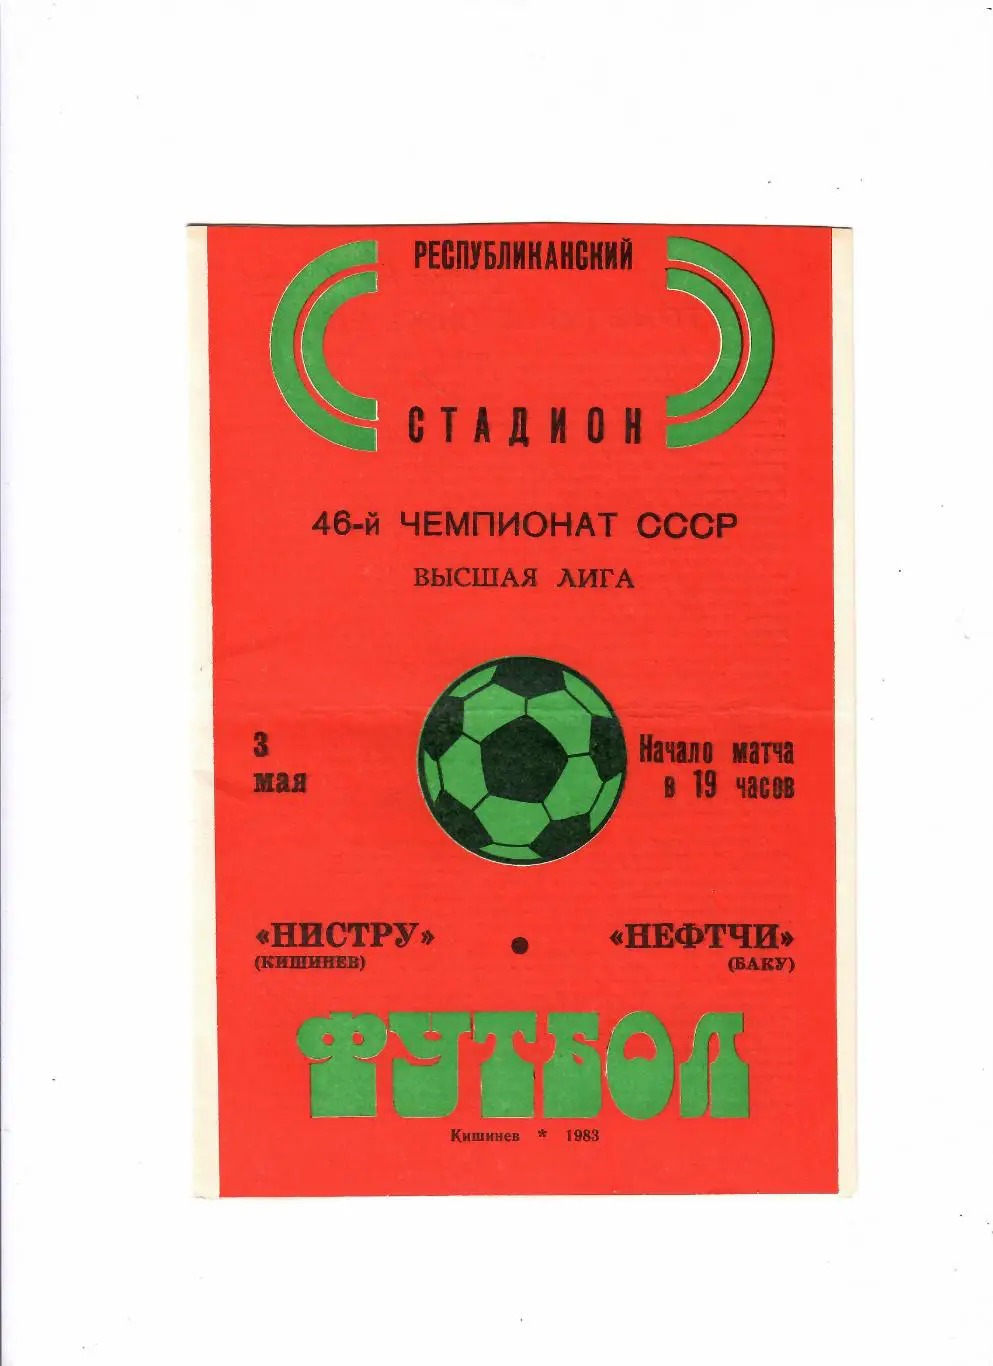 РЕСПУБЛИКАНСКИЙ
СТАДИОН
46-й ЧЕМПИОНАТ СССР
ВЫСШАЯ ЛИГА
3
мая
Начало матча
в 19 часов
«НИСТРУ» • «НЕФТЧИ»
(КИШИНЕВ) (БАКУ)
ФУТБОЛ
Кишинев * 1983